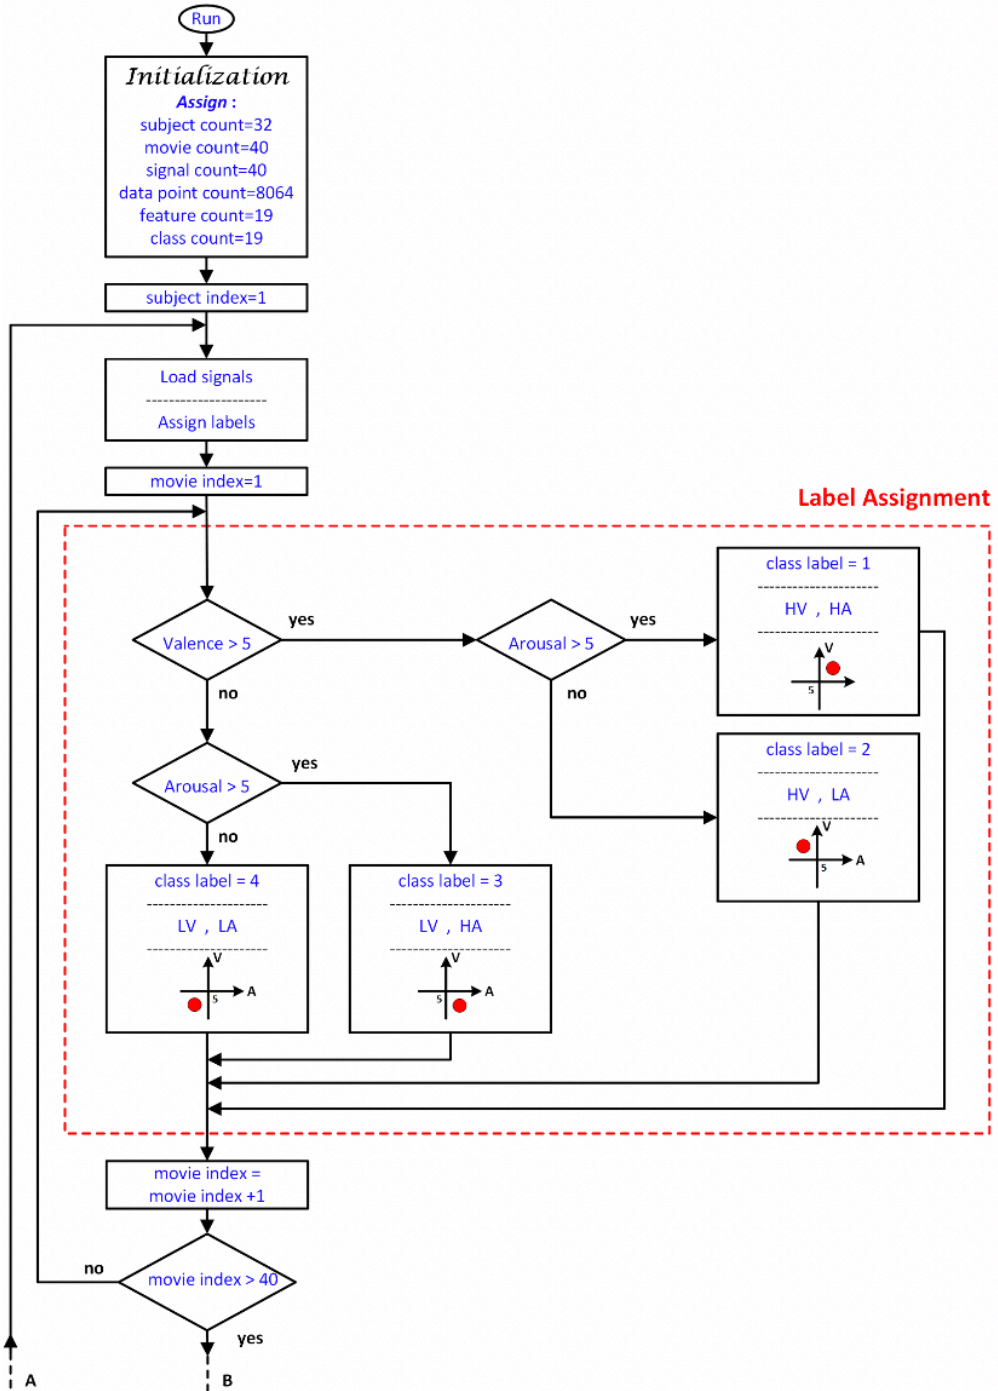 Run
Initialization
Assign :
subject count=32
movie count=40
signal count=40
data point count=8064
feature count=19
class count=19
subject index=1
Load signals
Assign labels
movie index=1
Label Assignment
Valence > 5
yes
Arousal > 5
yes
class label = 1
HV , HA
V
5
no
no
class label = 2
HV , LA
V
A
5
Arousal > 5
yes
no
class label = 4
LV , LA
V
A
5
class label = 3
LV , HA
V
A
5
movie index =
movie index +1
movie index > 40
no
yes
A
B